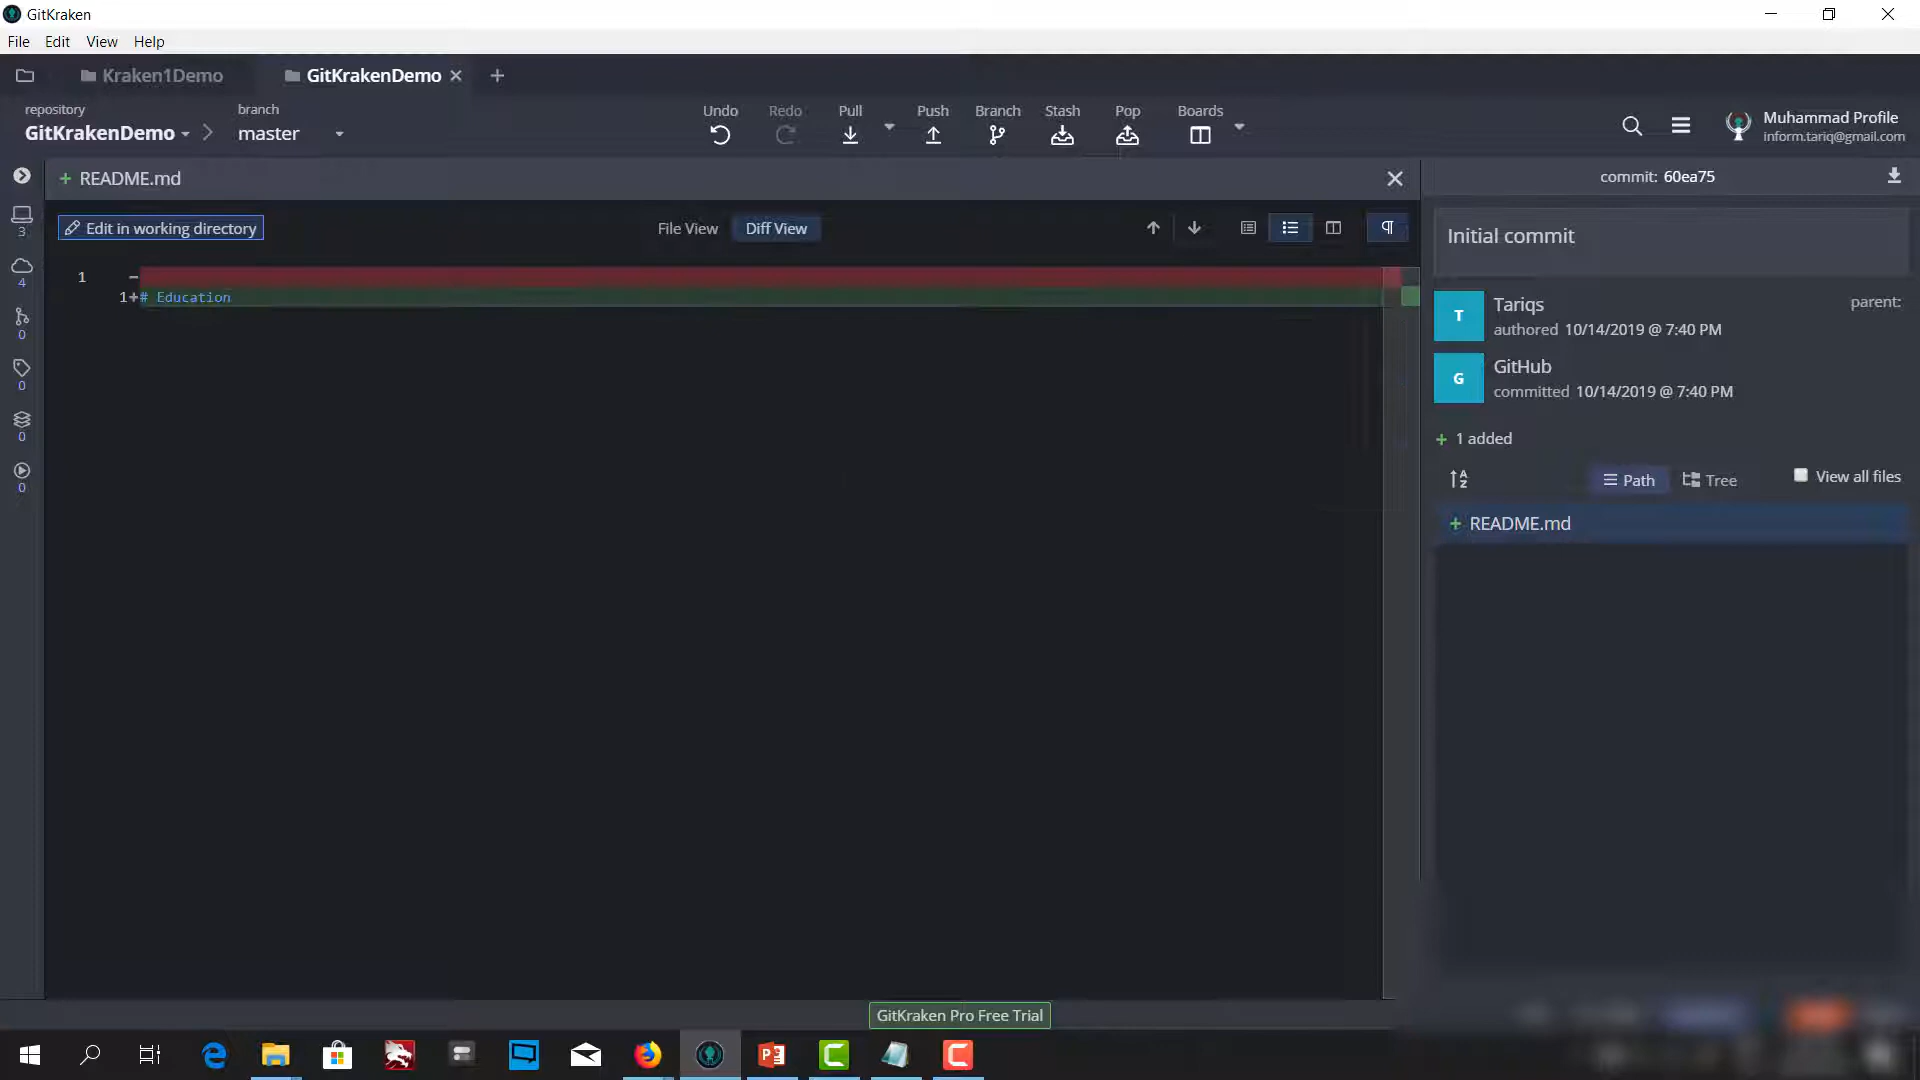 GitKraken
File Edit View Help
Kraken1Demo GitKrakenDemo
repository branch Undo Redo Pull Push Branch Stash Pop Boards
GitKrakenDemo master
Muhammad Profile
inform.tariq@gmail.com
+ README.md
commit: 60ea75
3
Edit in working directory File View Diff View
Initial commit
4
1 -
1 + # Education
Tariqs parent:
authored 10/14/2019 @ 7:40 PM
0
GitHub
committed 10/14/2019 @ 7:40 PM
0
0
0
+ 1 added
Path Tree View all files
+ README.md
GitKraken Pro Free Trial